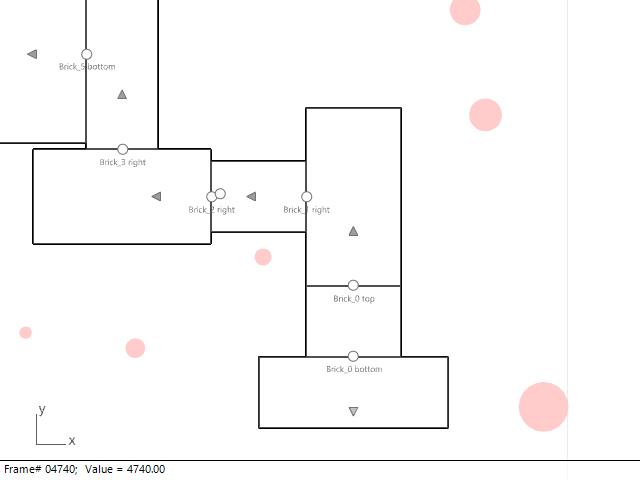 Brick_5 bottom
Brick_3 right
Brick_2 right
Brick_1 right
Brick_0 top
Brick_0 bottom
y
x
Frame# 04740; Value = 4740.00